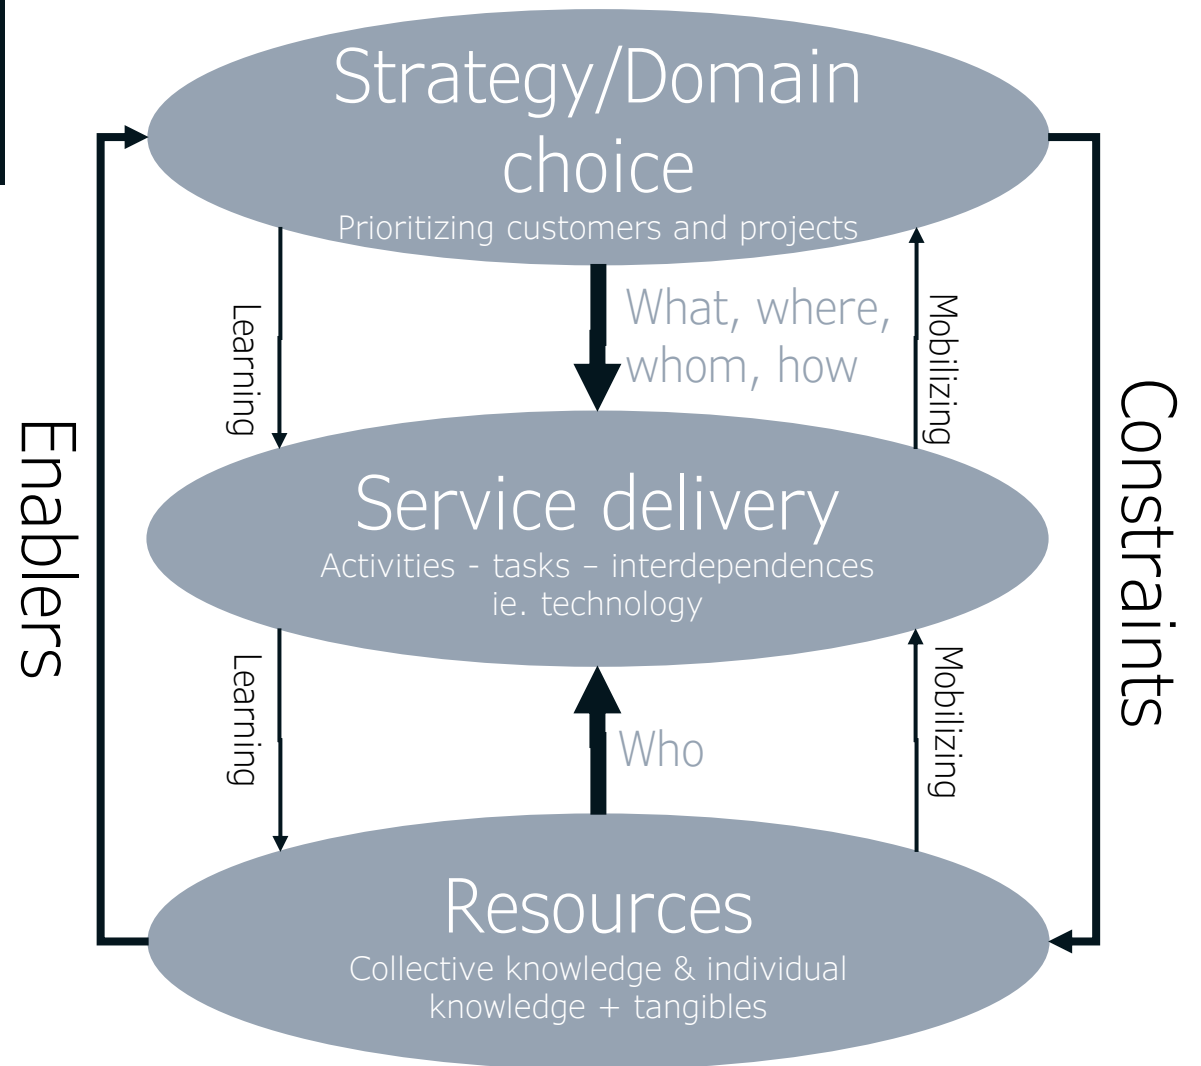 Strategy/Domain
choice
Prioritizing customers and projects
Learning
What, where,
whom, how
Mobilizing
Enablers
Constraints
Service delivery
Activities - tasks – interdependences
ie. technology
Learning
Who
Mobilizing
Resources
Collective knowledge & individual
knowledge + tangibles